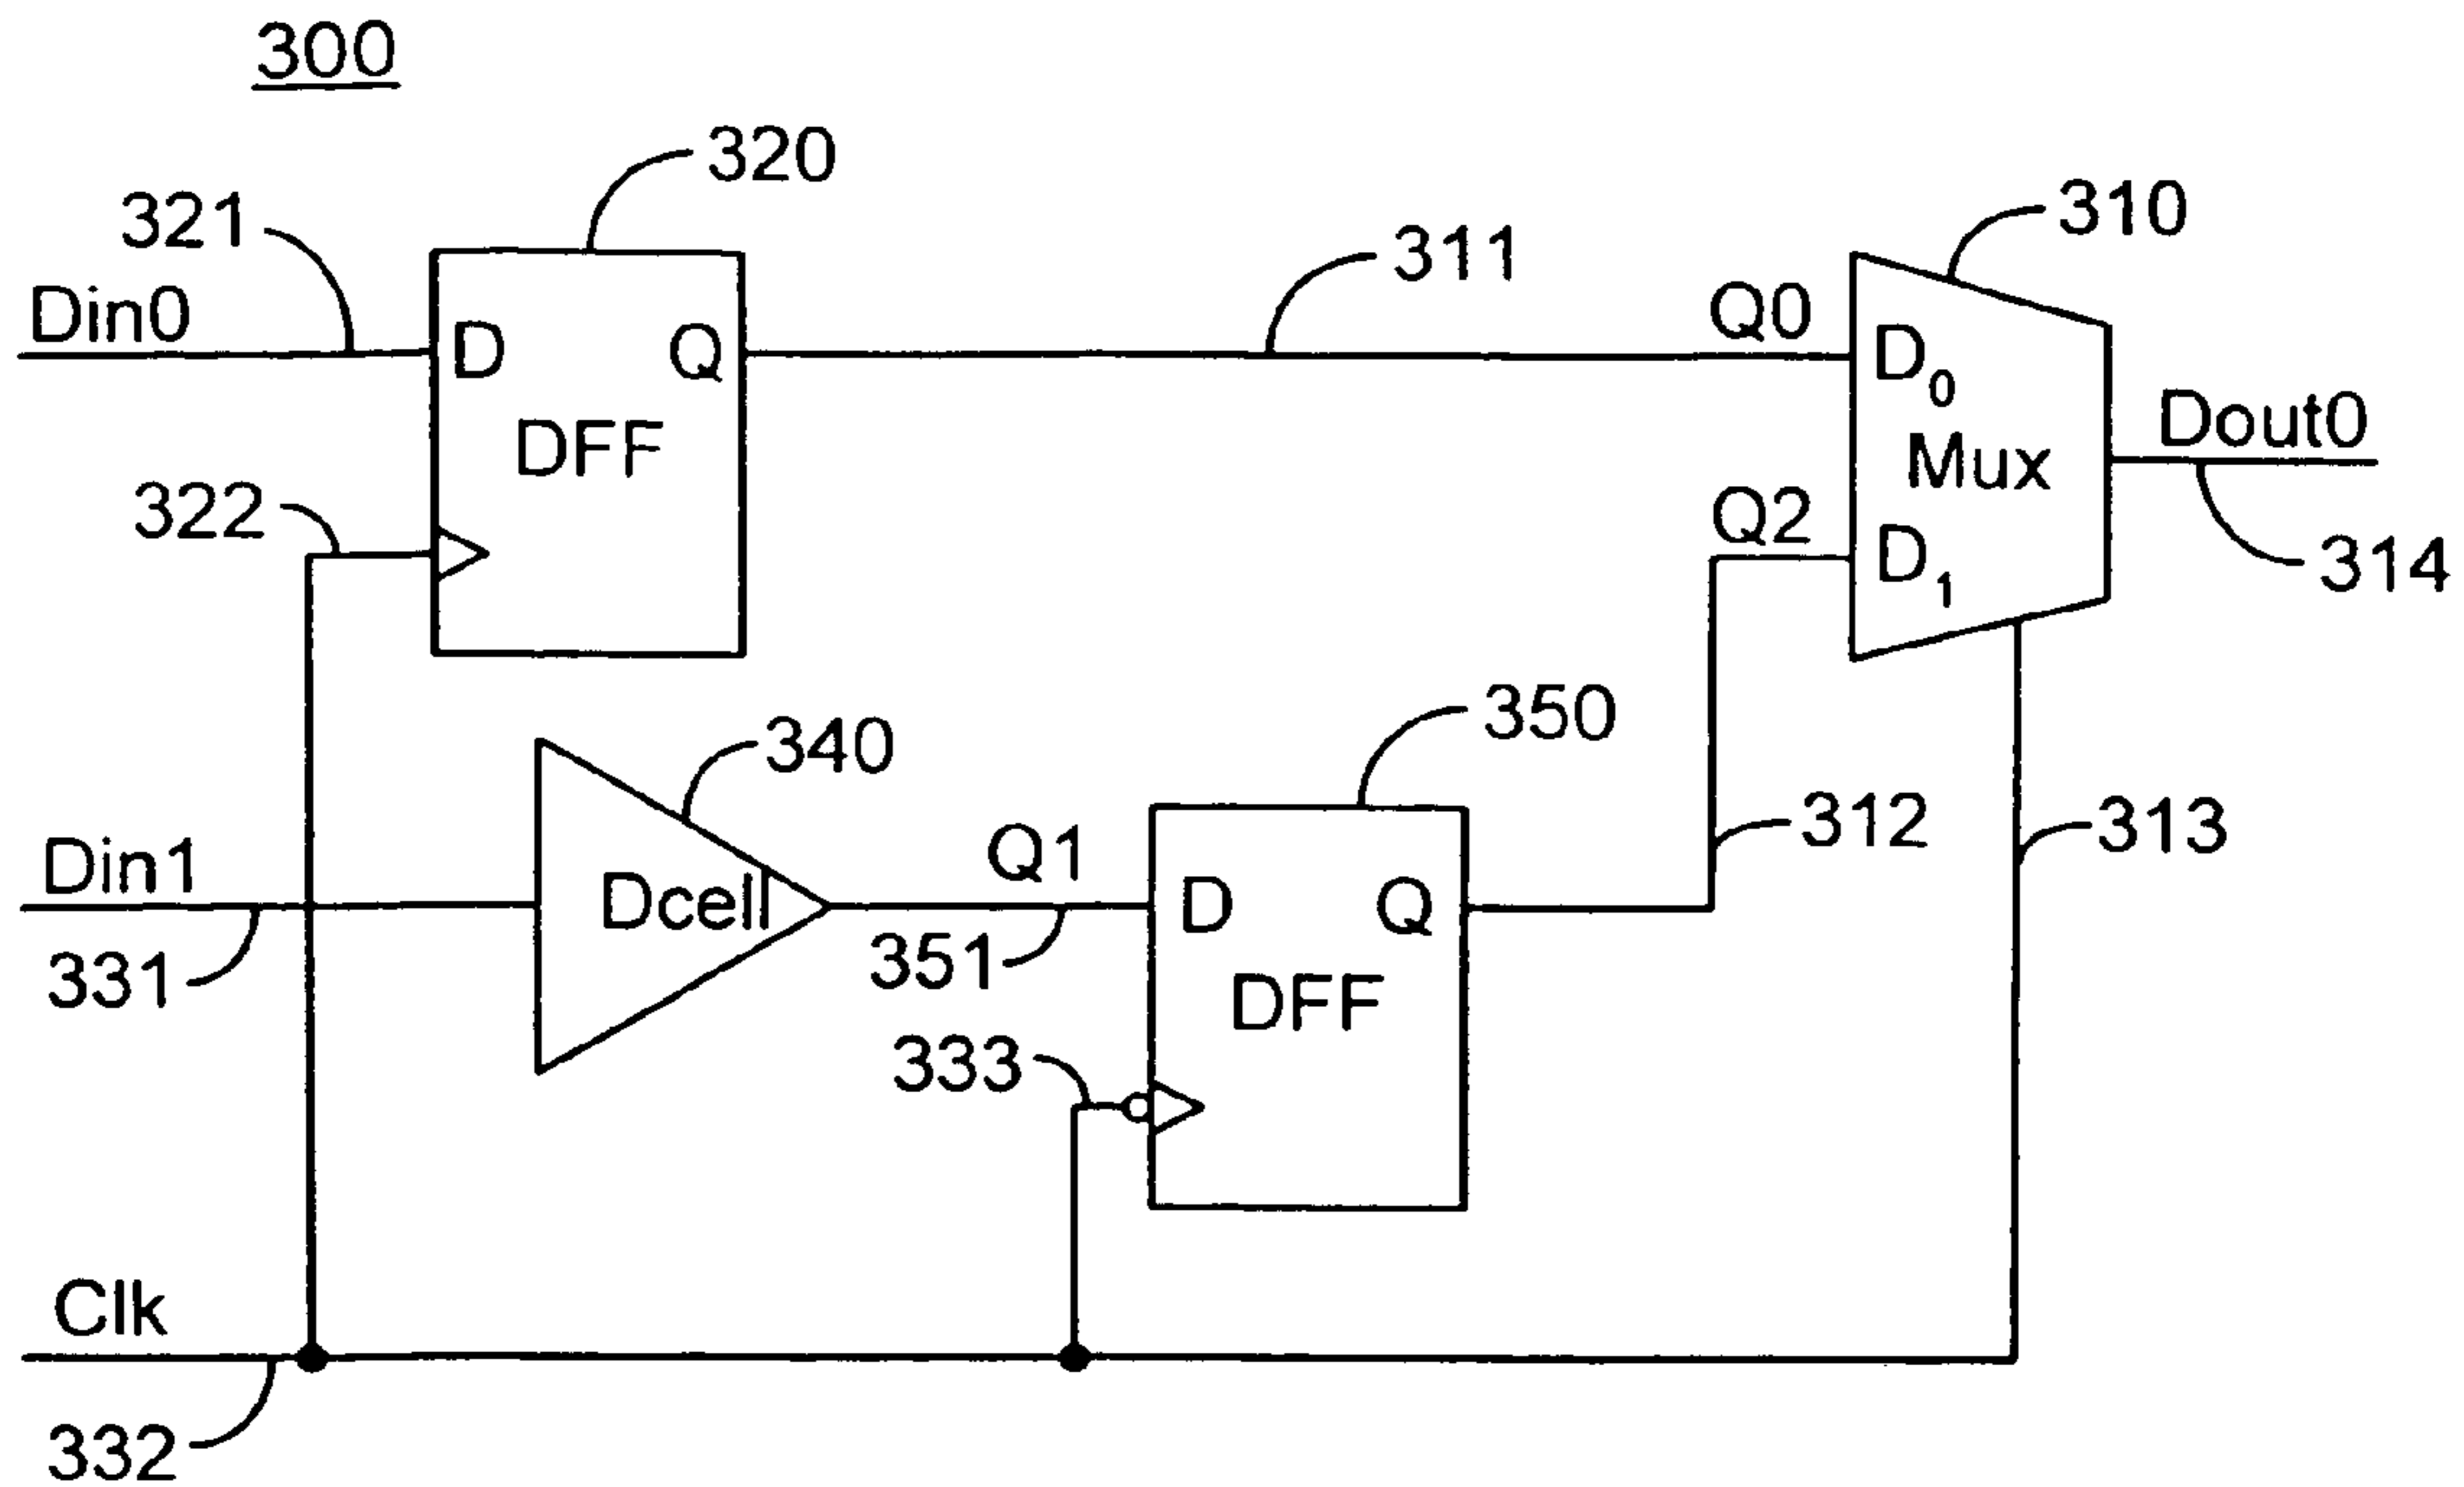 300
320
321
310
311
Din0
Q0
D
Q
D0
DFF
Mux
Dout0
322
Q2
D1
314
340
350
312
313
Din1
Q1
Dcell
D
Q
351
331
DFF
333
Clk
332